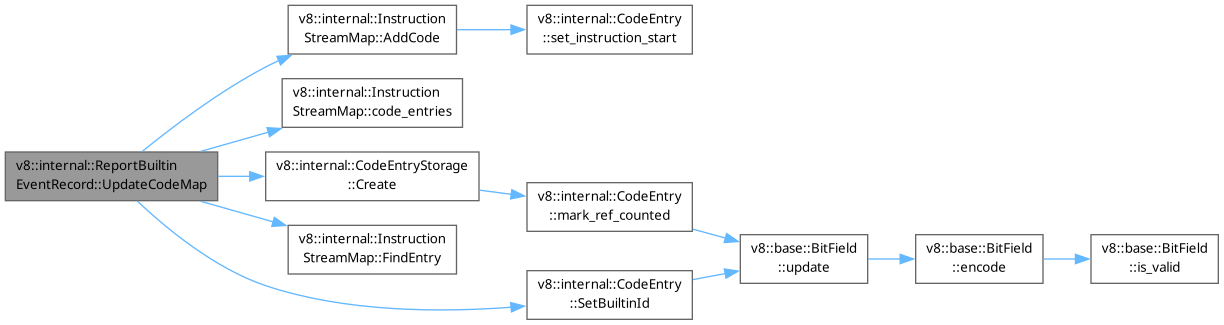 v8::internal::Instruction
StreamMap::AddCode
v8::internal::CodeEntry
::set_instruction_start
v8::internal::Instruction
StreamMap::code_entries
v8::internal::ReportBuiltin
EventRecord::UpdateCodeMap
v8::internal::CodeEntryStorage
::Create
v8::internal::CodeEntry
::mark_ref_counted
v8::internal::Instruction
StreamMap::FindEntry
v8::internal::CodeEntry
::SetBuiltinId
v8::base::BitField
::update
v8::base::BitField
::encode
v8::base::BitField
::is_valid